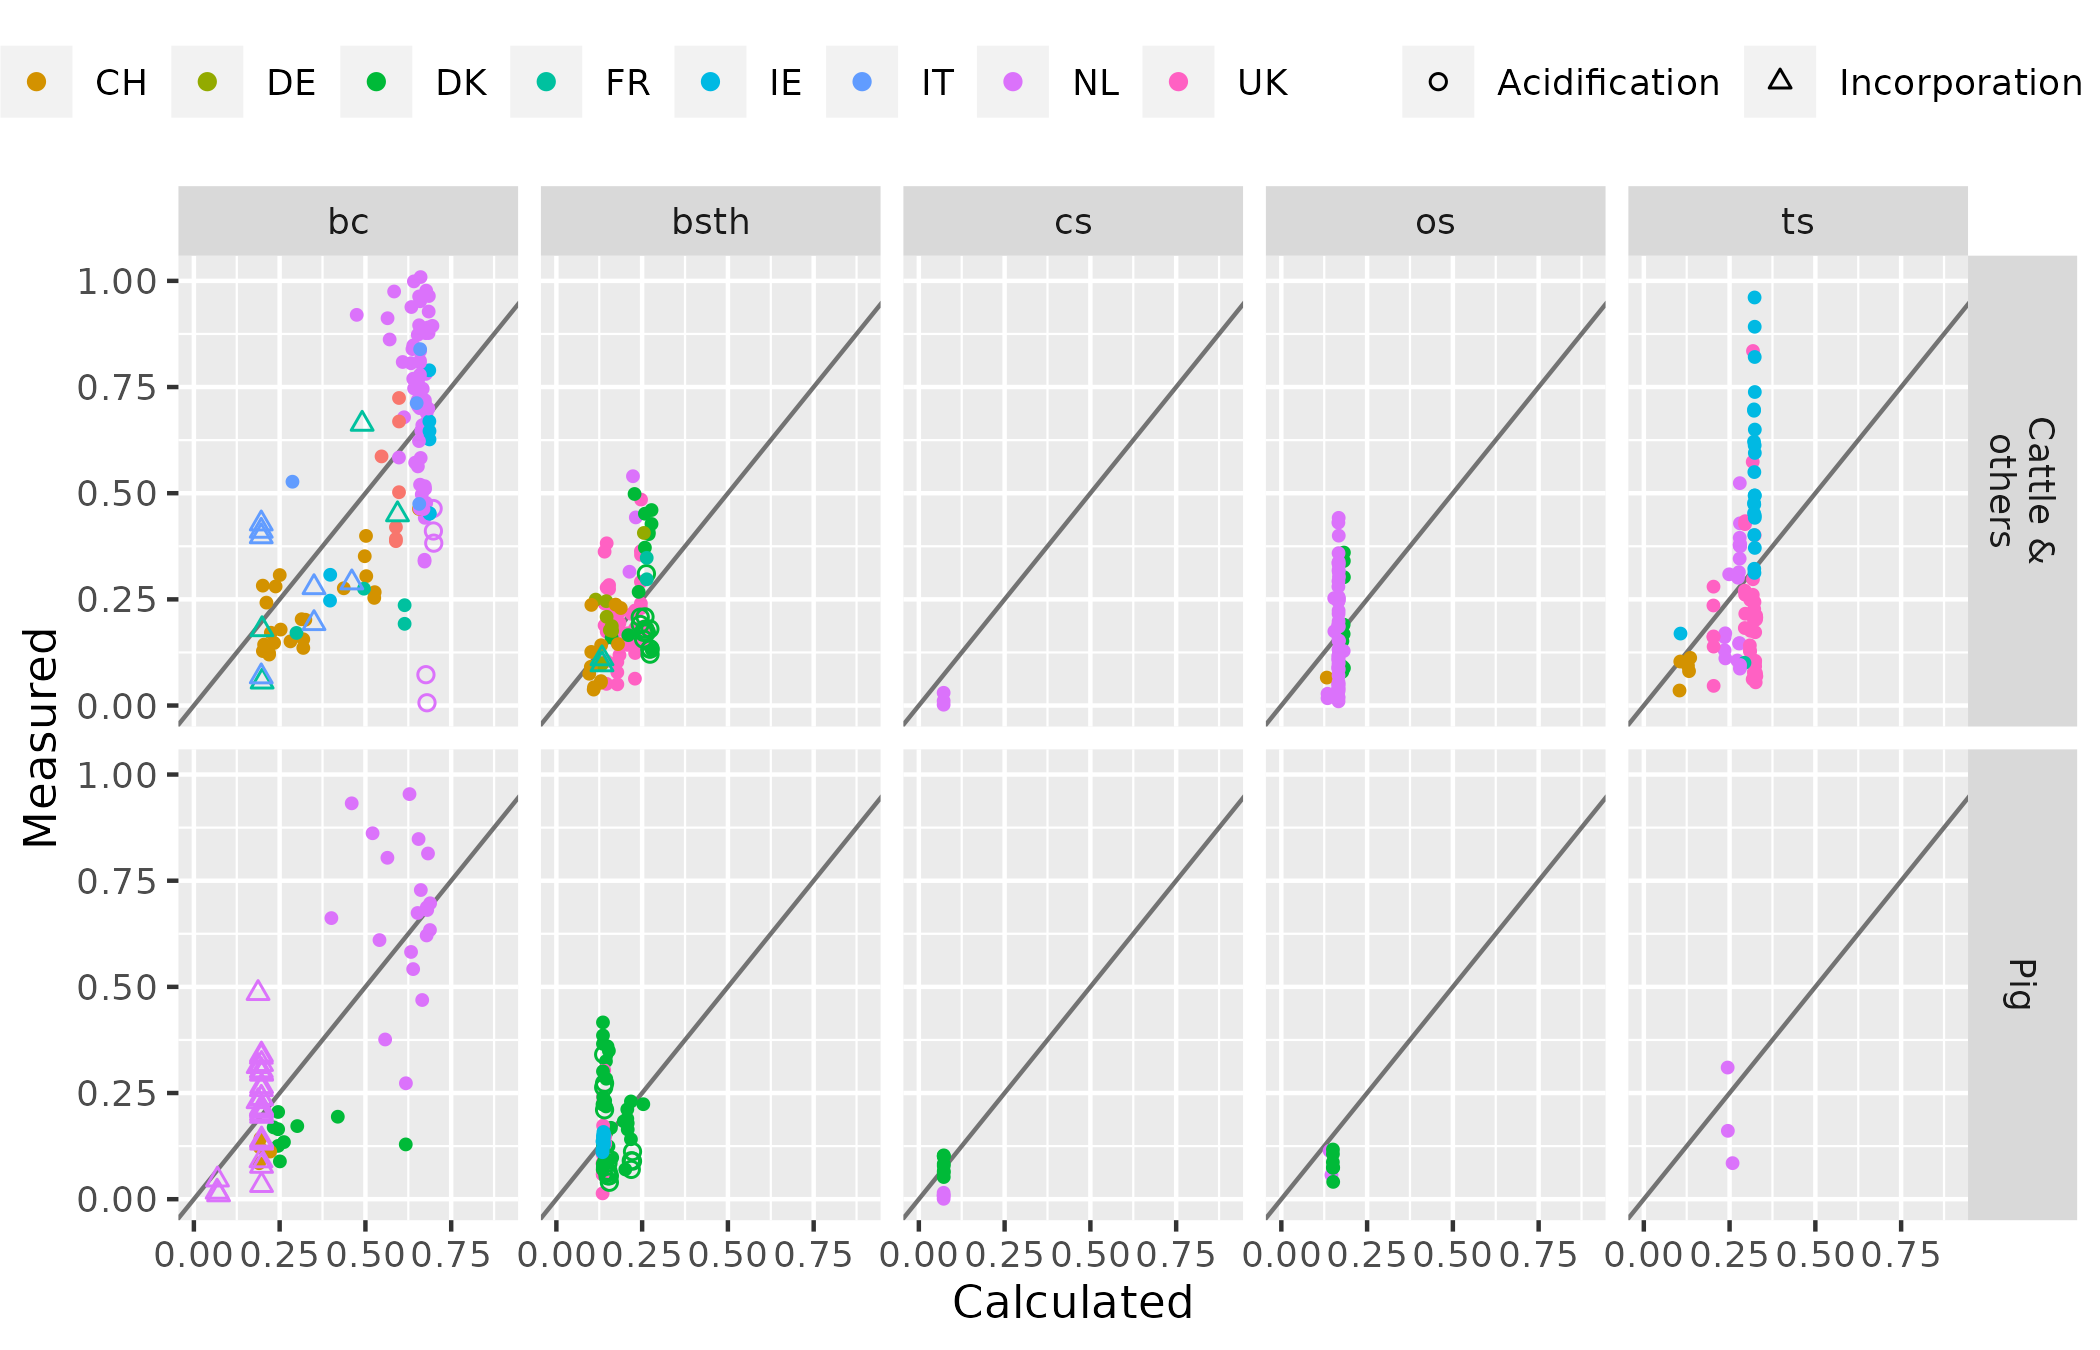 CH DE DK FR IE IT NL UK Acidification Incorporation
bc bsth cs os ts
1.00
0.75
0.50
0.25
0.00
Cattle &
others
1.00
0.75
0.50
0.25
0.00
Pig
Measured
0.00 0.25 0.50 0.75 0.00 0.25 0.50 0.75 0.00 0.25 0.50 0.75 0.00 0.25 0.50 0.75 0.00 0.25 0.50 0.75
Calculated